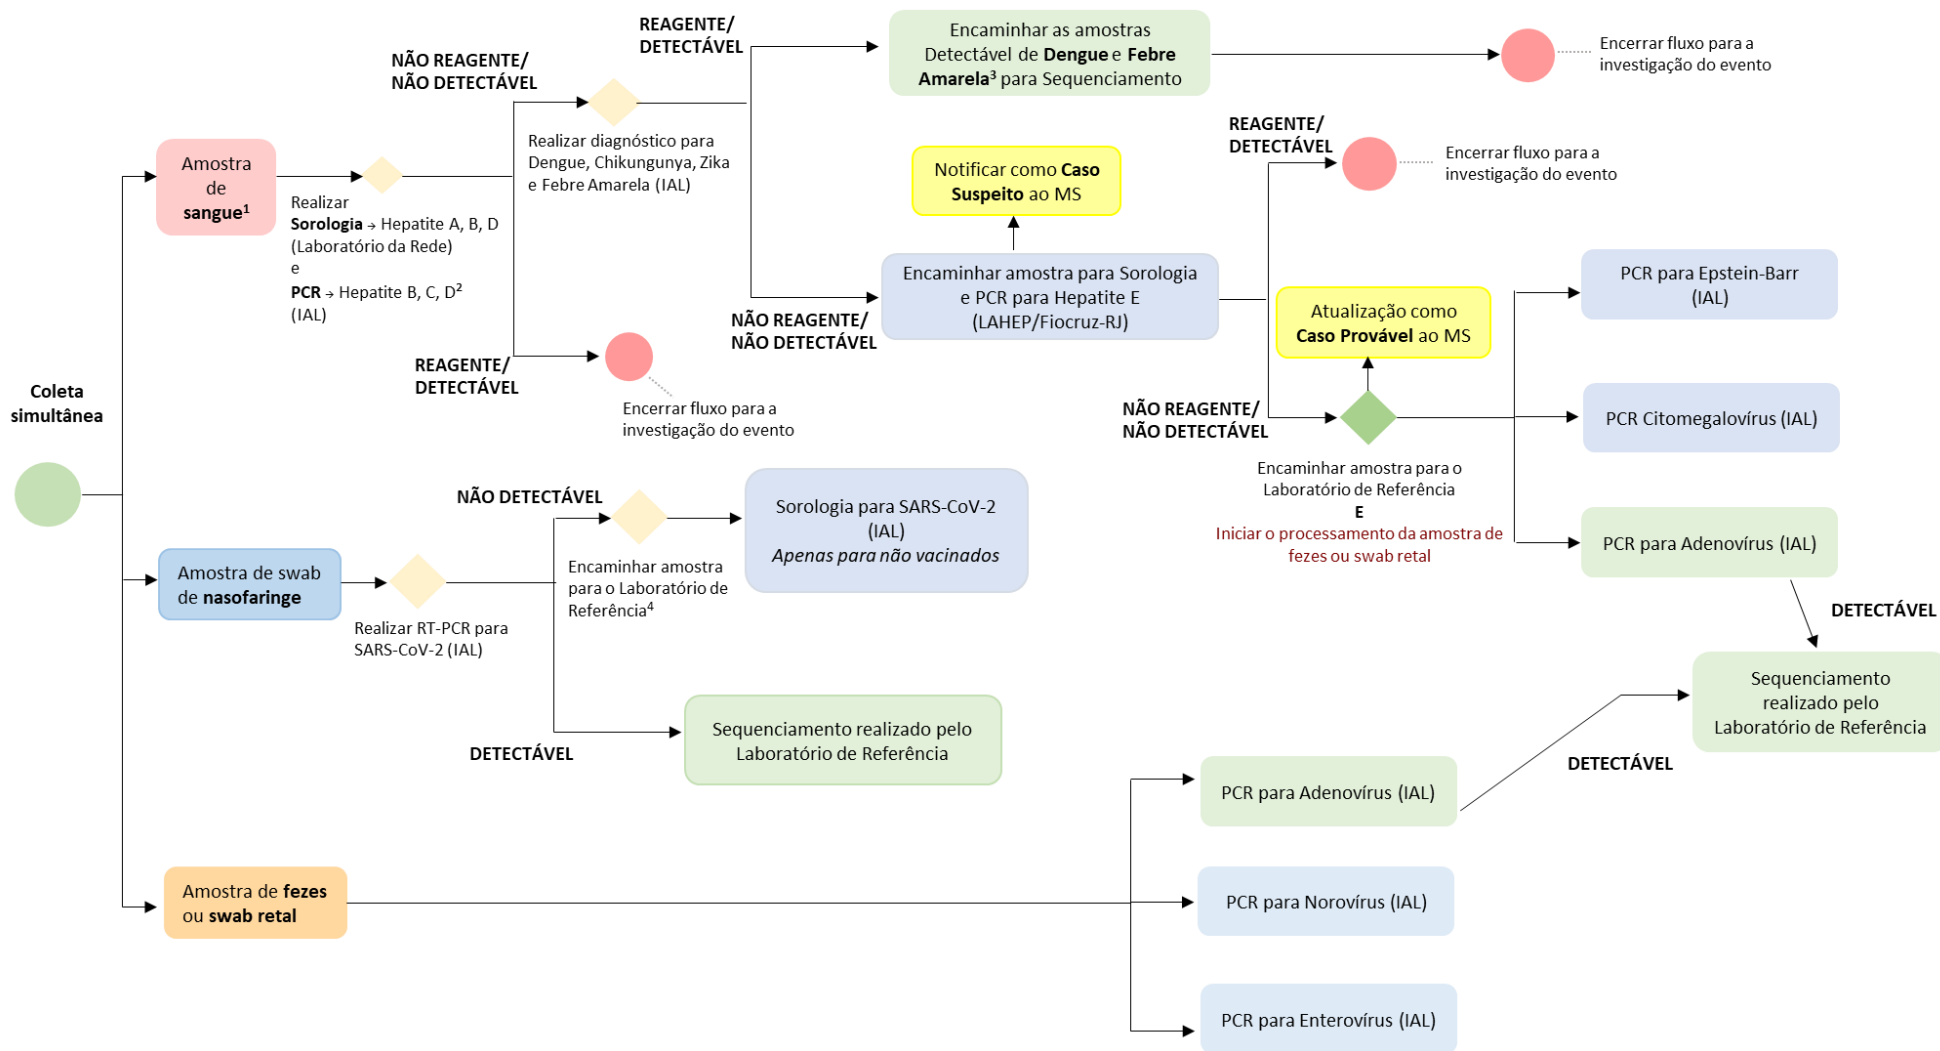 Coleta
simultânea
Amostra
de
sangue¹
Realizar
Sorologia → Hepatite A, B, D
(Laboratório da Rede)
e
PCR → Hepatite B, C, D²
(IAL)
NÃO REAGENTE/
NÃO DETECTÁVEL
REAGENTE/
DETECTÁVEL
Encerrar fluxo para a
investigação do evento
Realizar diagnóstico para
Dengue, Chikungunya, Zika
e Febre Amarela (IAL)
REAGENTE/
DETECTÁVEL
Encaminhar as amostras
Detectável de Dengue e Febre
Amarela³ para Sequenciamento
Encerrar fluxo para a
investigação do evento
NÃO REAGENTE/
NÃO DETECTÁVEL
Notificar como Caso
Suspeito ao MS
Encaminhar amostra para Sorologia
e PCR para Hepatite E
(LAHEP/Fiocruz-RJ)
REAGENTE/
DETECTÁVEL
Encerrar fluxo para a
investigação do evento
NÃO REAGENTE/
NÃO DETECTÁVEL
Atualização como
Caso Provável ao MS
Encaminhar amostra para o
Laboratório de Referência
E
Iniciar o processamento da amostra de
fezes ou swab retal
PCR para Epstein-Barr
(IAL)
PCR Citomegalovírus (IAL)
PCR para Adenovírus (IAL)
DETECTÁVEL
Sequenciamento
realizado pelo
Laboratório de Referência
Amostra de swab
de nasofaringe
Realizar RT-PCR para
SARS-CoV-2 (IAL)
NÃO DETECTÁVEL
Encaminhar amostra
para o Laboratório de
Referência⁴
Sorologia para SARS-CoV-2
(IAL)
Apenas para não vacinados
DETECTÁVEL
Sequenciamento realizado pelo
Laboratório de Referência
Amostra de fezes
ou swab retal
PCR para Adenovírus (IAL)
DETECTÁVEL
PCR para Norovírus (IAL)
PCR para Enterovírus (IAL)